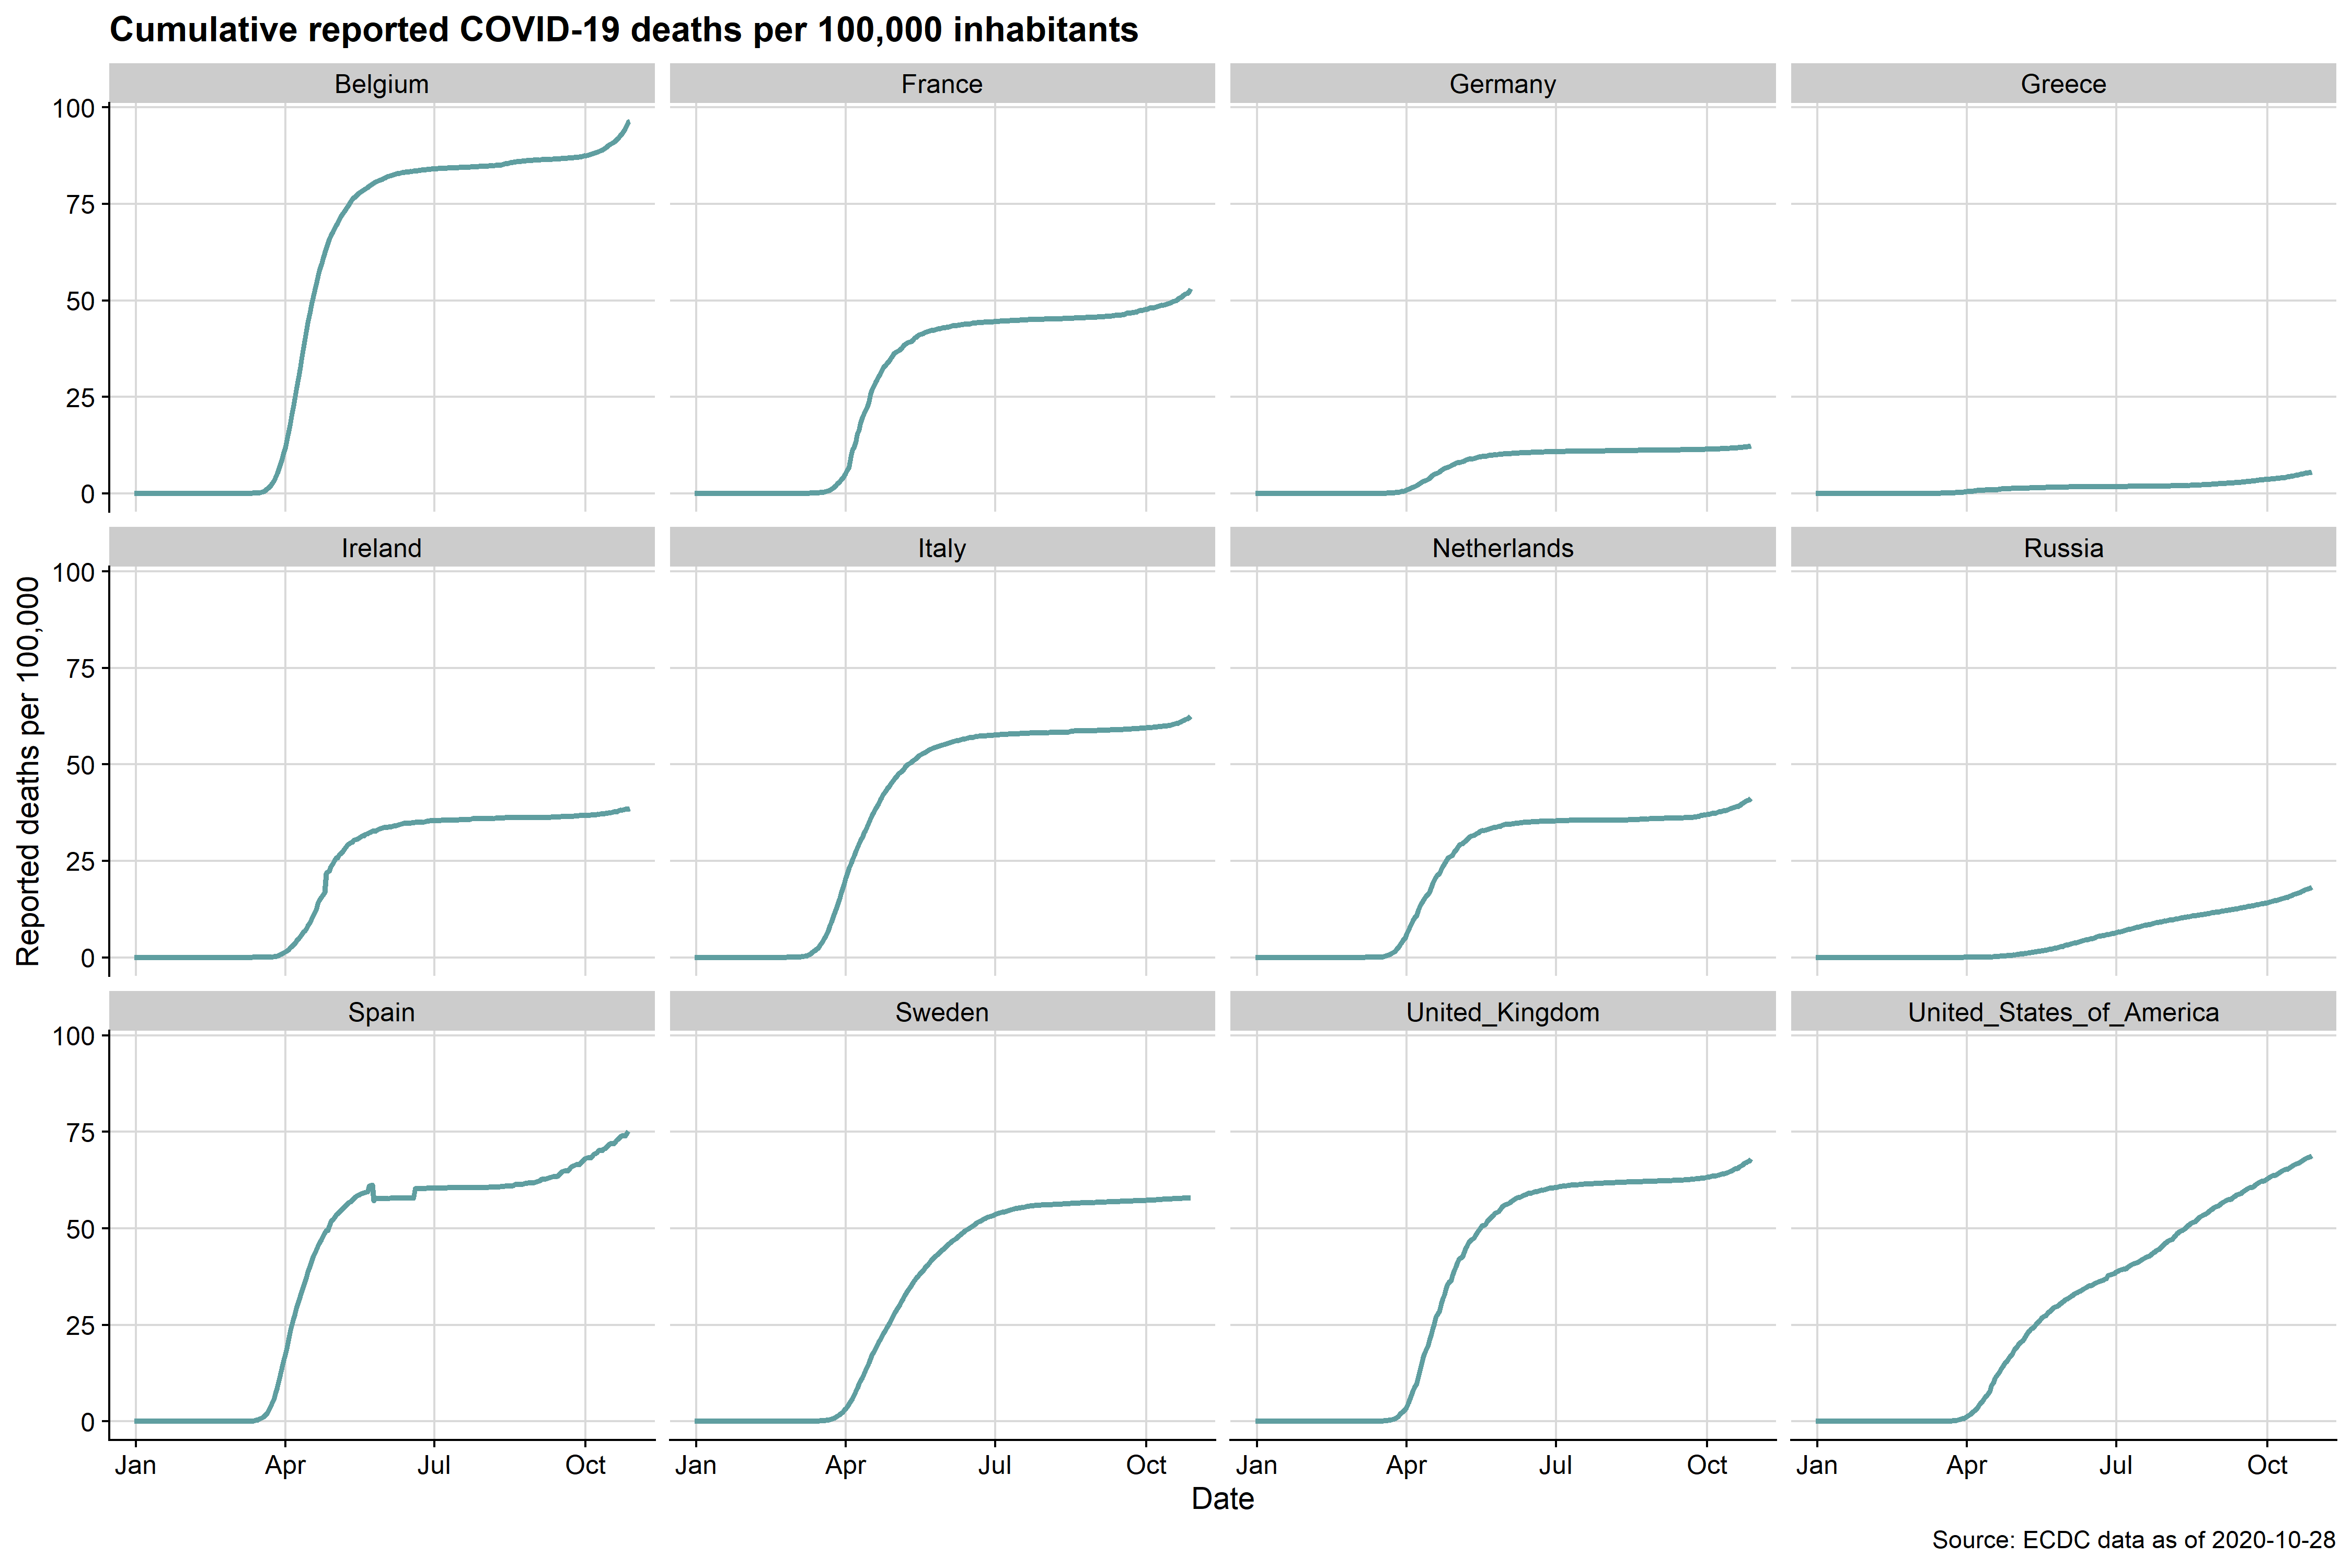 Cumulative reported COVID-19 deaths per 100,000 inhabitants
Belgium
France
Germany
Greece
100
75
50
25
0
Ireland
Italy
Netherlands
Russia
100
75
50
25
0
Reported deaths per 100,000
Spain
Sweden
United_Kingdom
United_States_of_America
100
75
50
25
0
Jan Apr Jul Oct
Jan Apr Jul Oct
Jan Apr Jul Oct
Jan Apr Jul Oct
Date
Source: ECDC data as of 2020-10-28